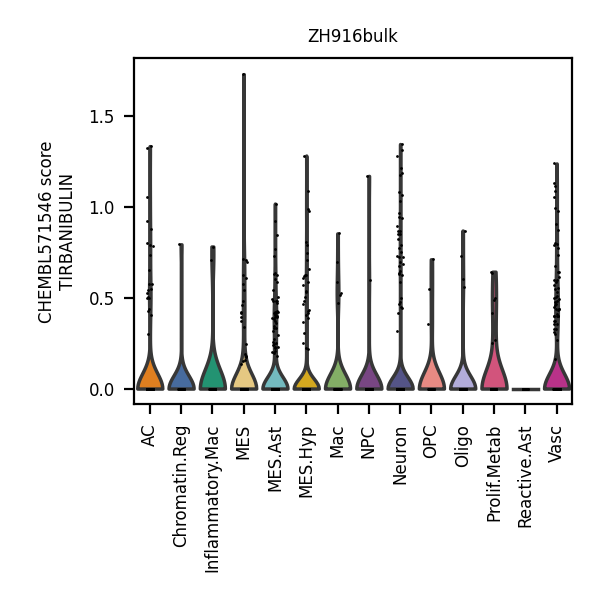 ZH916bulk
CHEMBL571546 score
TIRBANIBULIN
1.5
1.0
0.5
0.0
AC
Chromatin.Reg
Inflammatory.Mac
MES
MES.Ast
MES.Hyp
Mac
NPC
Neuron
OPC
Oligo
Prolif.Metab
Reactive.Ast
Vasc